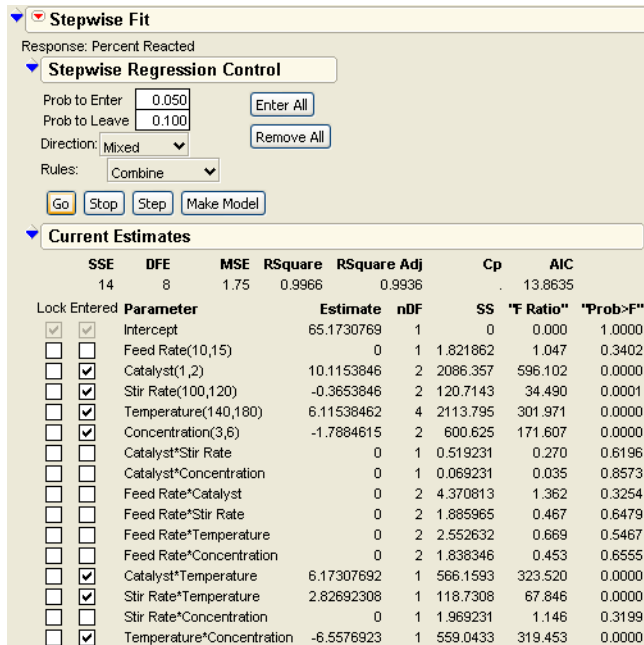 Stepwise Fit
Response: Percent Reacted
Stepwise Regression Control
Prob to Enter 0.050 Enter All
Prob to Leave 0.100 Remove All
Direction: Mixed
Rules: Combine
Go Stop Step Make Model
Current Estimates
SSE DFE MSE RSquare RSquare Adj Cp AIC
14 8 1.75 0.9966 0.9936 . 13.8635
Lock Entered Parameter Estimate nDF SS "F Ratio" "Prob>F"
Intercept 65.1730769 1 0 0.000 1.0000
Feed Rate(10,15) 0 1 1.821862 1.047 0.3402
Catalyst(1,2) 10.1153846 2 2086.357 596.102 0.0000
Stir Rate(100,120) -0.3653846 2 120.7143 34.490 0.0001
Temperature(140,180) 6.11538462 4 2113.795 301.971 0.0000
Concentration(3,6) -1.7884615 2 600.625 171.607 0.0000
Catalyst*Stir Rate 0 1 0.519231 0.270 0.6196
Catalyst*Concentration 0 1 0.069231 0.035 0.8573
Feed Rate*Catalyst 0 2 4.370813 1.362 0.3254
Feed Rate*Stir Rate 0 2 1.885965 0.467 0.6479
Feed Rate*Temperature 0 2 2.552632 0.669 0.5467
Feed Rate*Concentration 0 2 1.838346 0.453 0.6555
Catalyst*Temperature 6.17307692 1 566.1593 323.520 0.0000
Stir Rate*Temperature 2.82692308 1 118.7308 67.846 0.0000
Stir Rate*Concentration 0 1 1.969231 1.146 0.3199
Temperature*Concentration -6.5576923 1 559.0433 319.453 0.0000